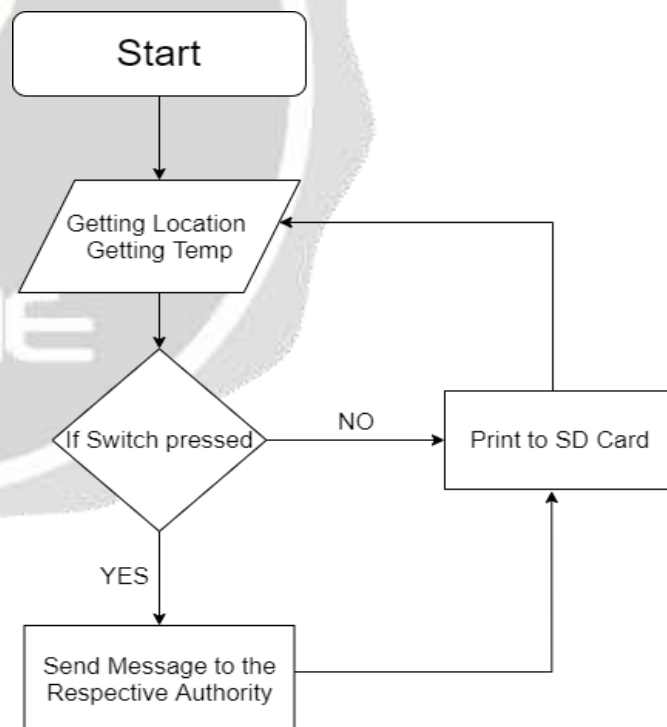 Start
Getting Location
Getting Temp
If Switch pressed
NO
Print to SD Card
YES
Send Message to the
Respective Authority